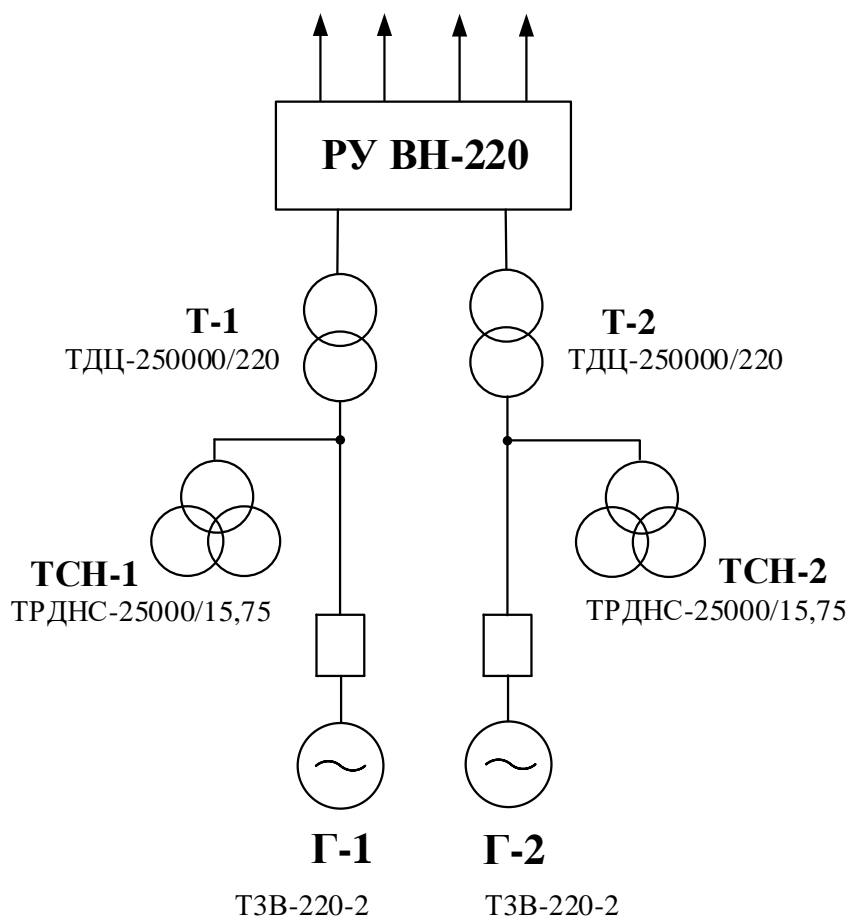 РУ ВН-220
Т-1
ТДЦ-250000/220
Т-2
ТДЦ-250000/220
ТСН-1
ТРДНС-25000/15,75
ТСН-2
ТРДНС-25000/15,75
Г-1
Г-2
ТЗВ-220-2
ТЗВ-220-2